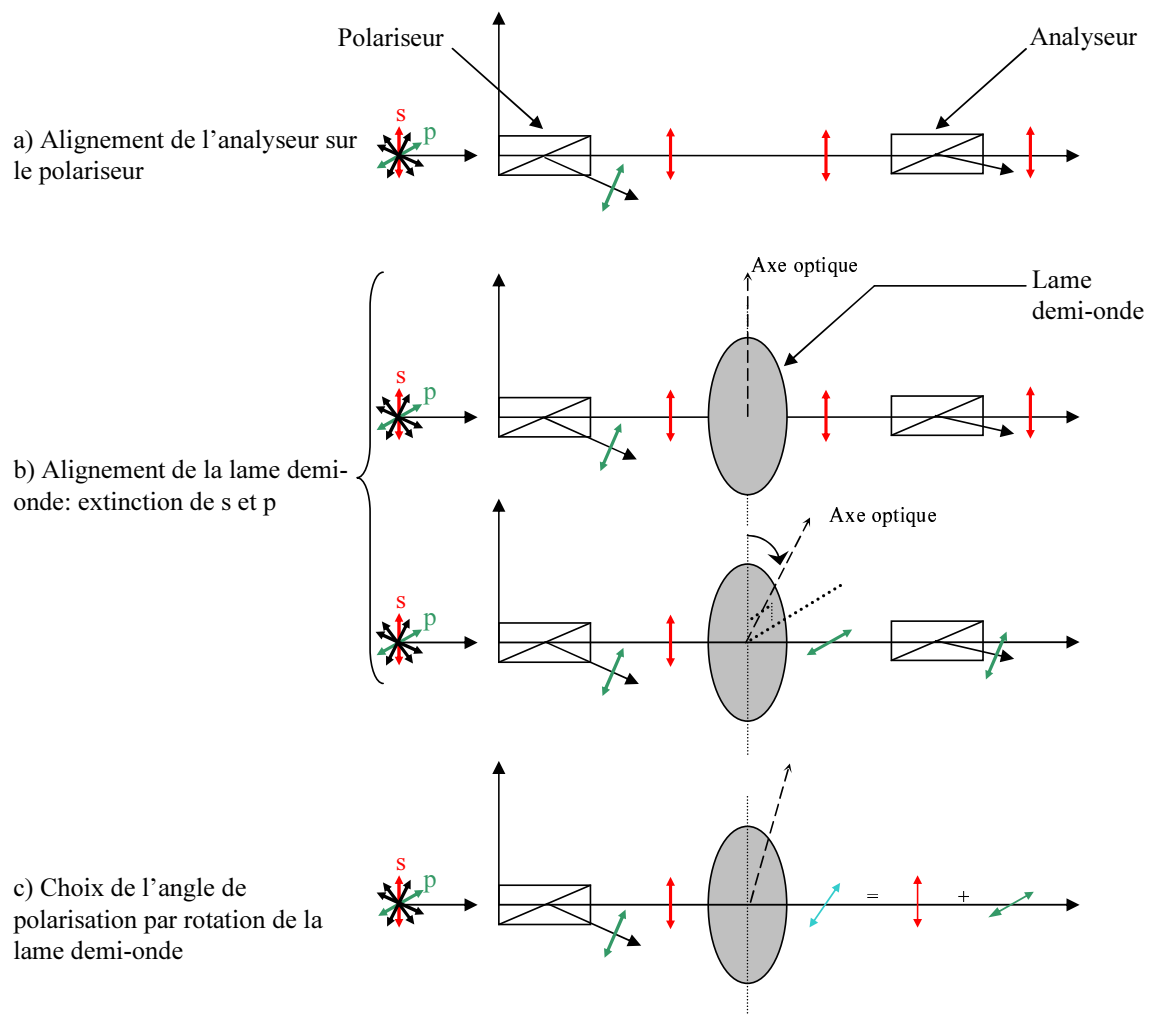 Polariseur
Analyseur
a) Alignement de l’analyseur sur
le polariseur
s
p
Axe optique
Lame
demi-onde
s
p
b) Alignement de la lame demi-
onde: extinction de s et p
Axe optique
s
p
c) Choix de l’angle de
polarisation par rotation de la
lame demi-onde
s
p
=
+